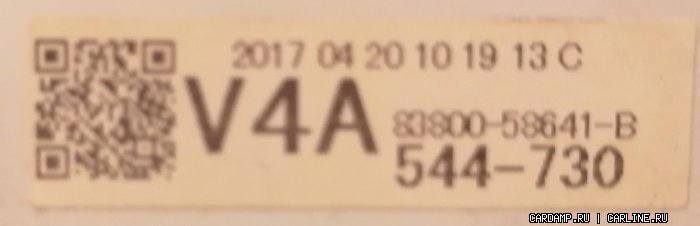 2017 04 20 10 19 13 C
V4A
83800-58641-B
544-730
CARDAMP.RU | CARLINE.RU